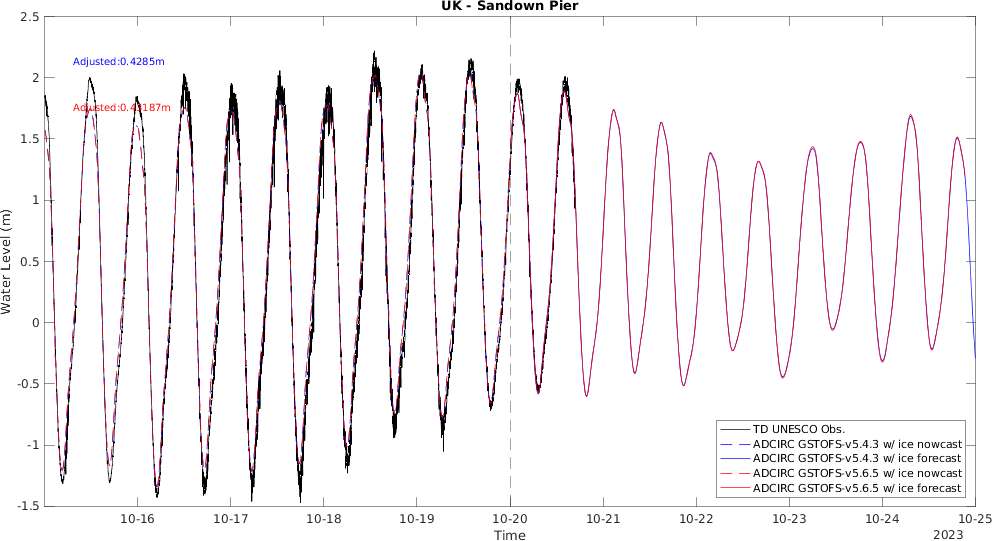 UK - Sandown Pier
2.5
2
1.5
1
0.5
0
-0.5
-1
-1.5
Water Level (m)
Adjusted:0.4285m
Adjusted:0.43187m
TD UNESCO Obs.
ADCIRC GSTOFS-v5.4.3 w/ ice nowcast
ADCIRC GSTOFS-v5.4.3 w/ ice forecast
ADCIRC GSTOFS-v5.6.5 w/ ice nowcast
ADCIRC GSTOFS-v5.6.5 w/ ice forecast
10-16 10-17 10-18 10-19 10-20 10-21 10-22 10-23 10-24 10-25
Time
2023